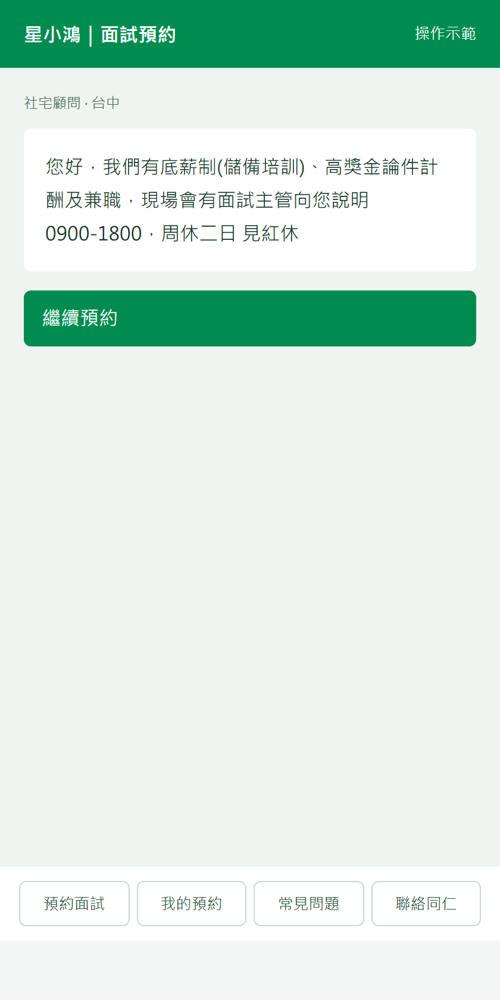 星小鴻｜面試預約
操作示範
社宅顧問 · 台中
您好，我們有底薪制(儲備培訓)、高獎金論件計
酬及兼職，現場會有面試主管向您說明
0900-1800，周休二日 見紅休
繼續預約
預約面試
我的預約
常見問題
聯絡同仁